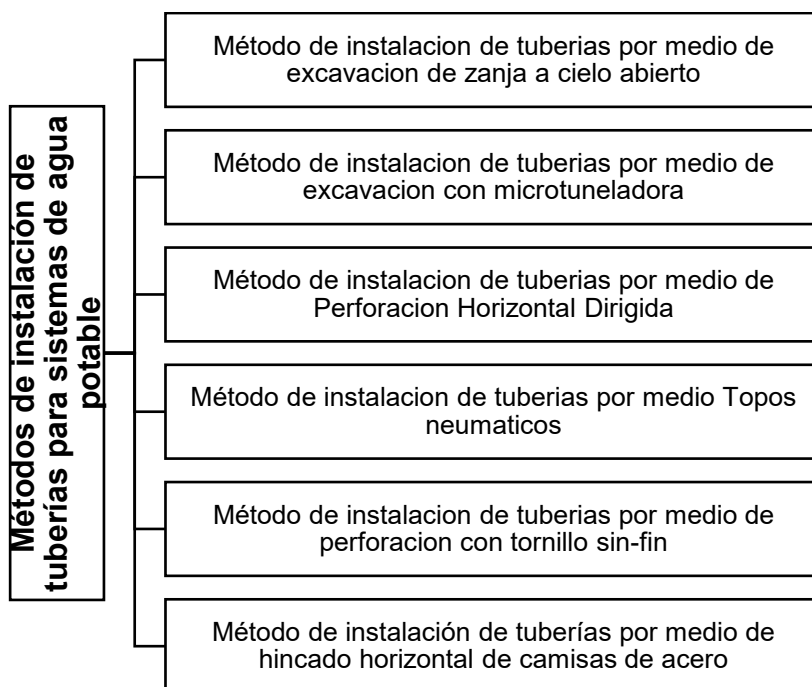 Métodos de instalación de
tuberías para sistemas de agua
potable
Método de instalacion de tuberias por medio de
excavacion de zanja a cielo abierto
Método de instalacion de tuberias por medio de
excavacion con microtuneladora
Método de instalacion de tuberias por medio de
Perforacion Horizontal Dirigida
Método de instalacion de tuberias por medio Topos
neumaticos
Método de instalacion de tuberias por medio de
perforacion con tornillo sin-fin
Método de instalación de tuberías por medio de
hincado horizontal de camisas de acero